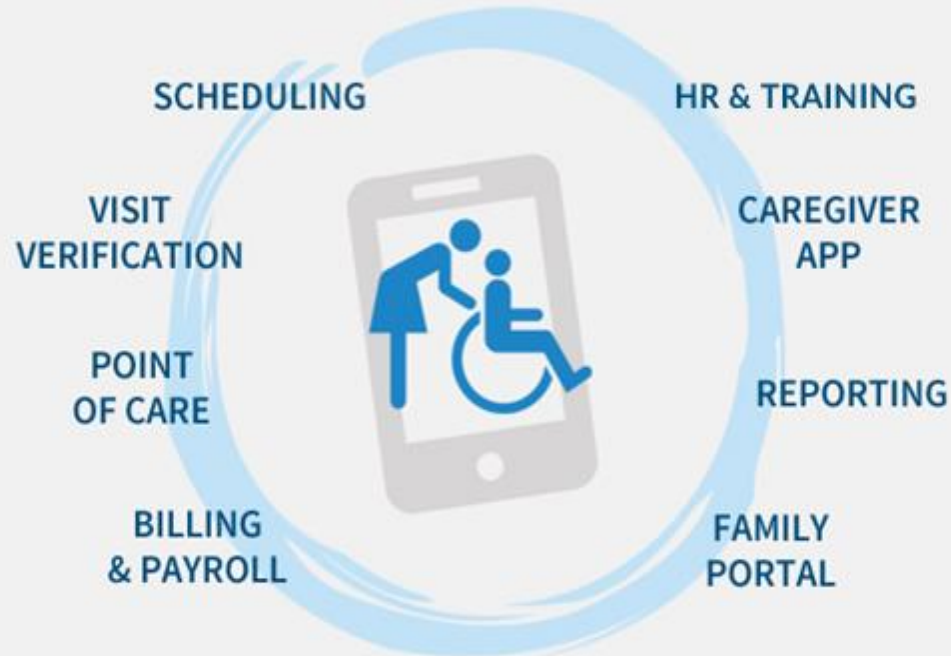 SCHEDULING
HR & TRAINING
VISIT
VERIFICATION
CAREGIVER
APP
POINT
OF CARE
REPORTING
BILLING
& PAYROLL
FAMILY
PORTAL